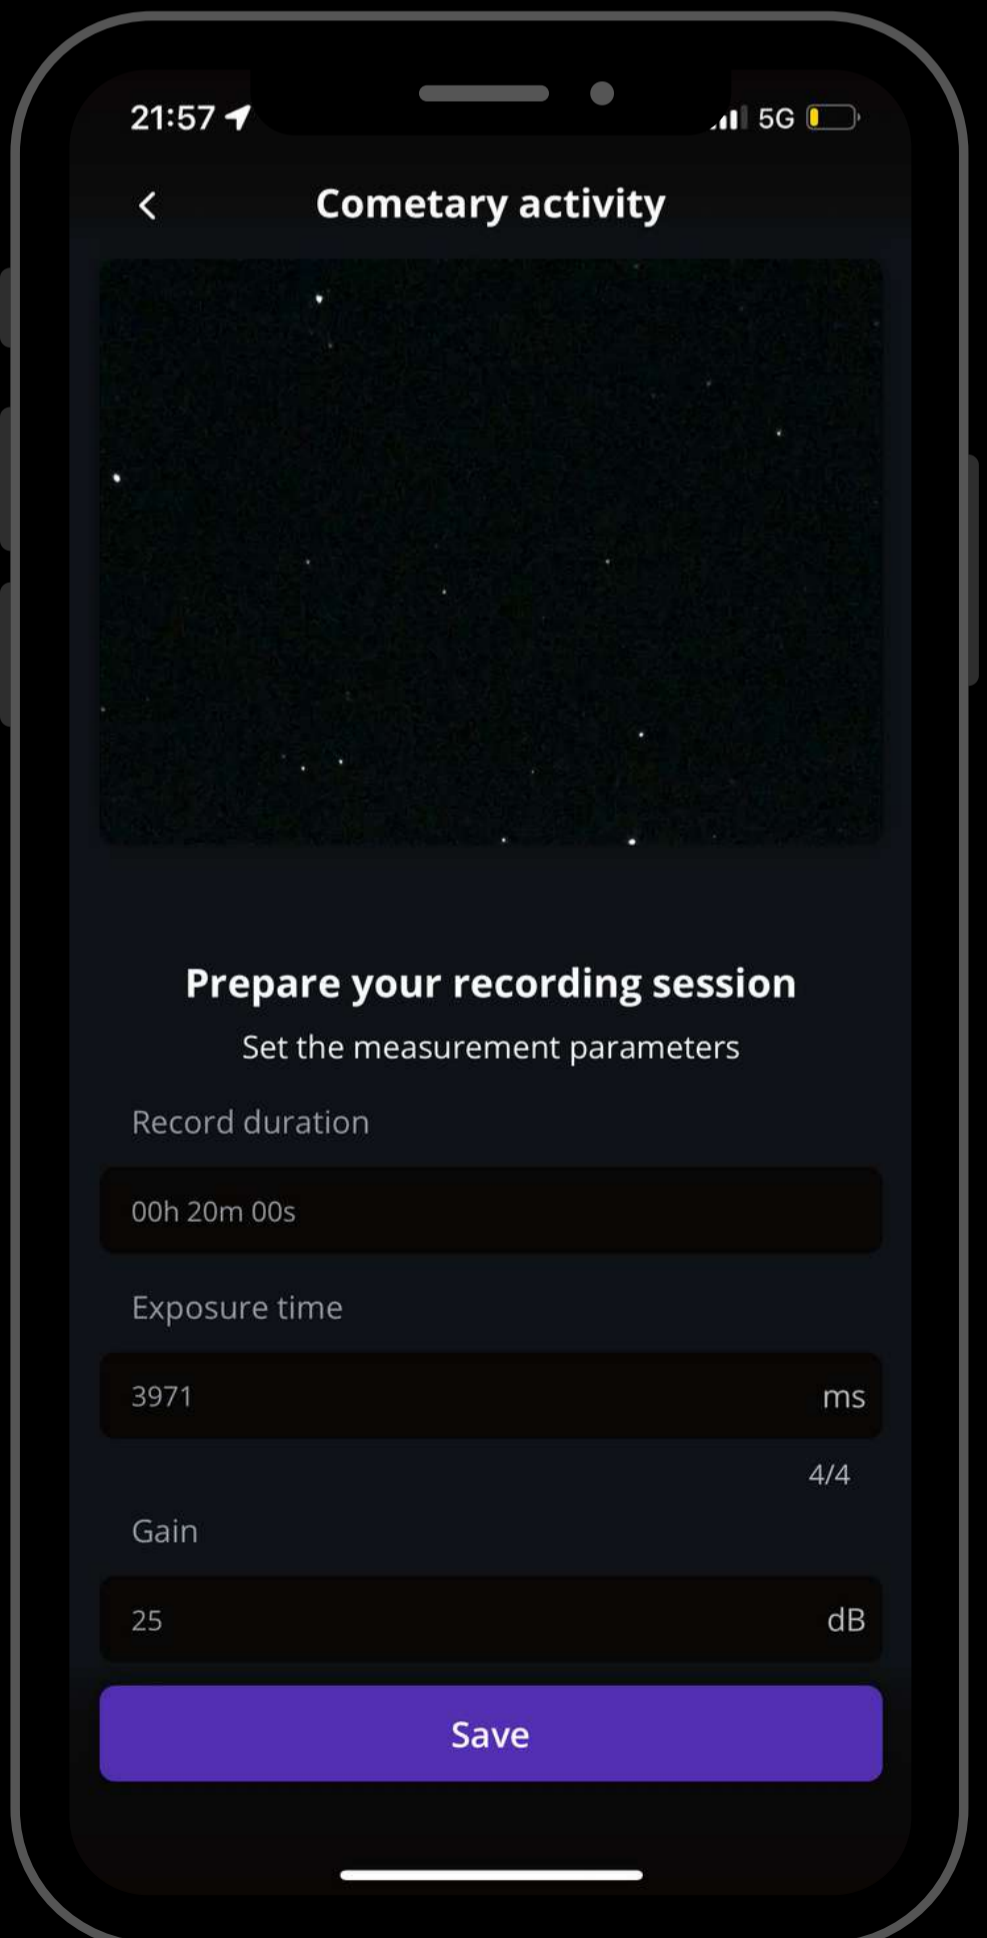 21:57
5G
Cometary activity
Prepare your recording session
Set the measurement parameters
Record duration
00h 20m 00s
Exposure time
3971 ms
4/4
Gain
25 dB
Save